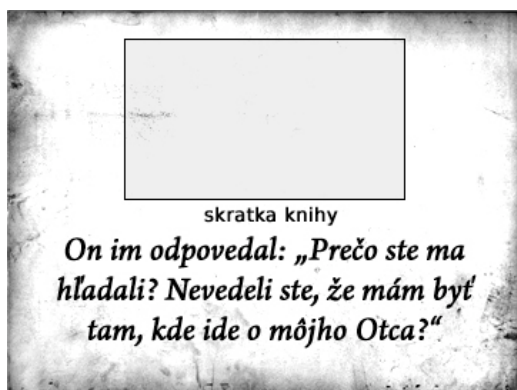 skratka knihy
On im odpovedal: „Prečo ste ma
hľadali? Nevedeli ste, že mám byť
tam, kde ide o môjho Otca?“